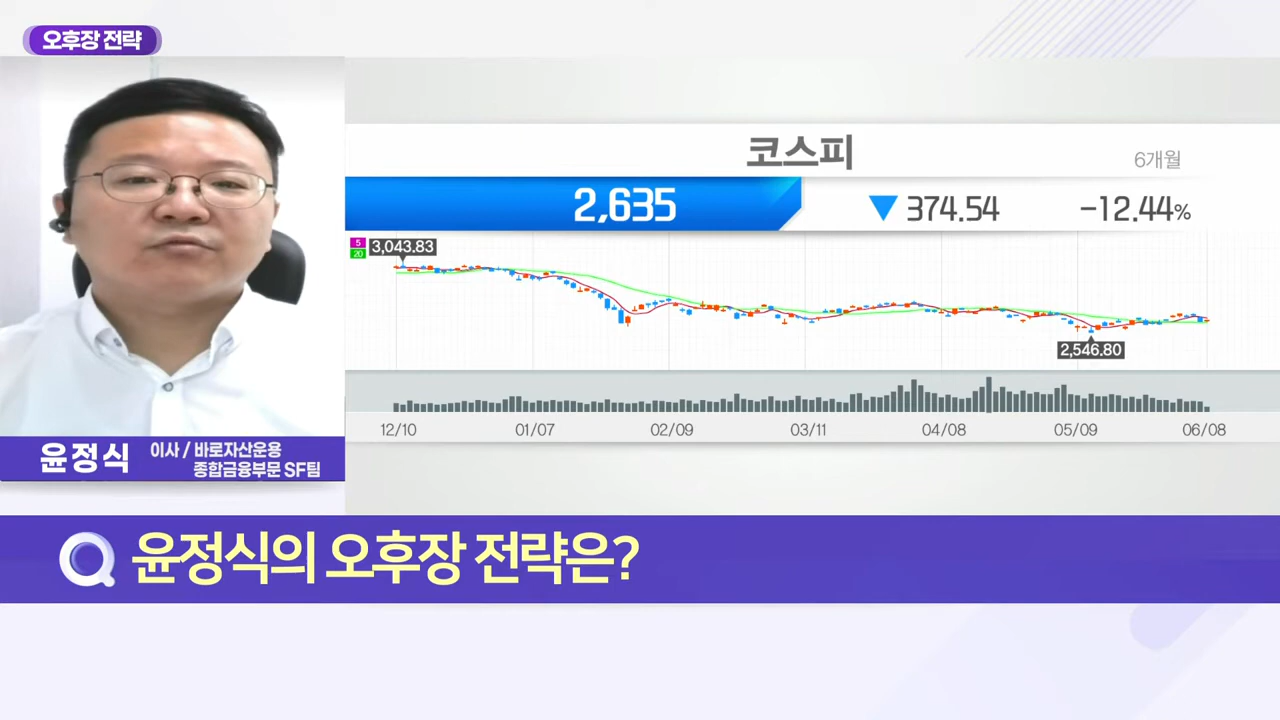 오후장 전략
코스피
6개월
2,635
▼ 374.54
-12.44%
5
20
3,043.83
2,546.80
12/10
01/07
02/09
03/11
04/08
05/09
06/08
윤정식
이사 / 바로자산운용
종합금융부문 SF팀
Q 윤정식의 오후장 전략은?